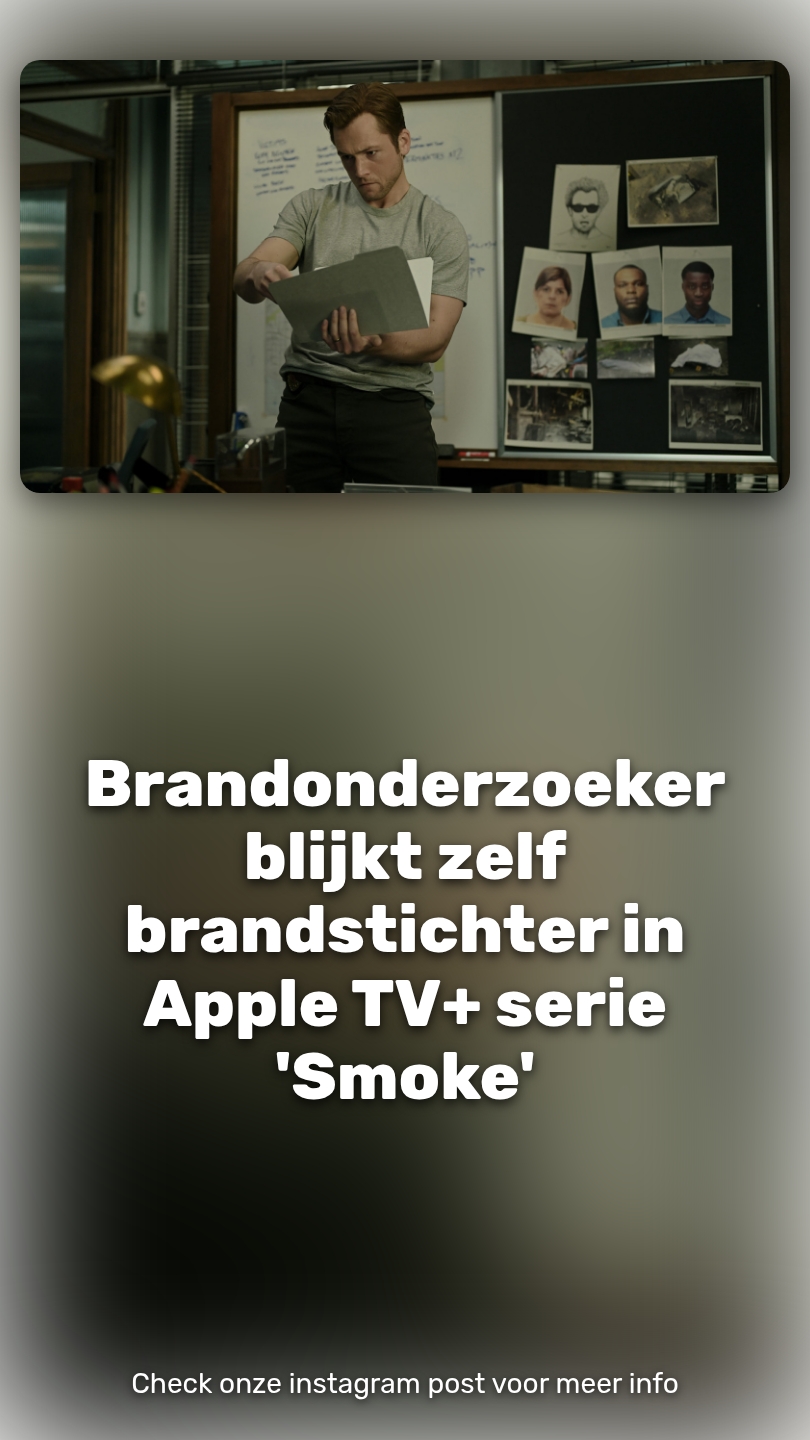 Brandonderzoeker
blijkt zelf
brandstichter in
Apple TV+ serie
'Smoke'
Check onze instagram post voor meer info